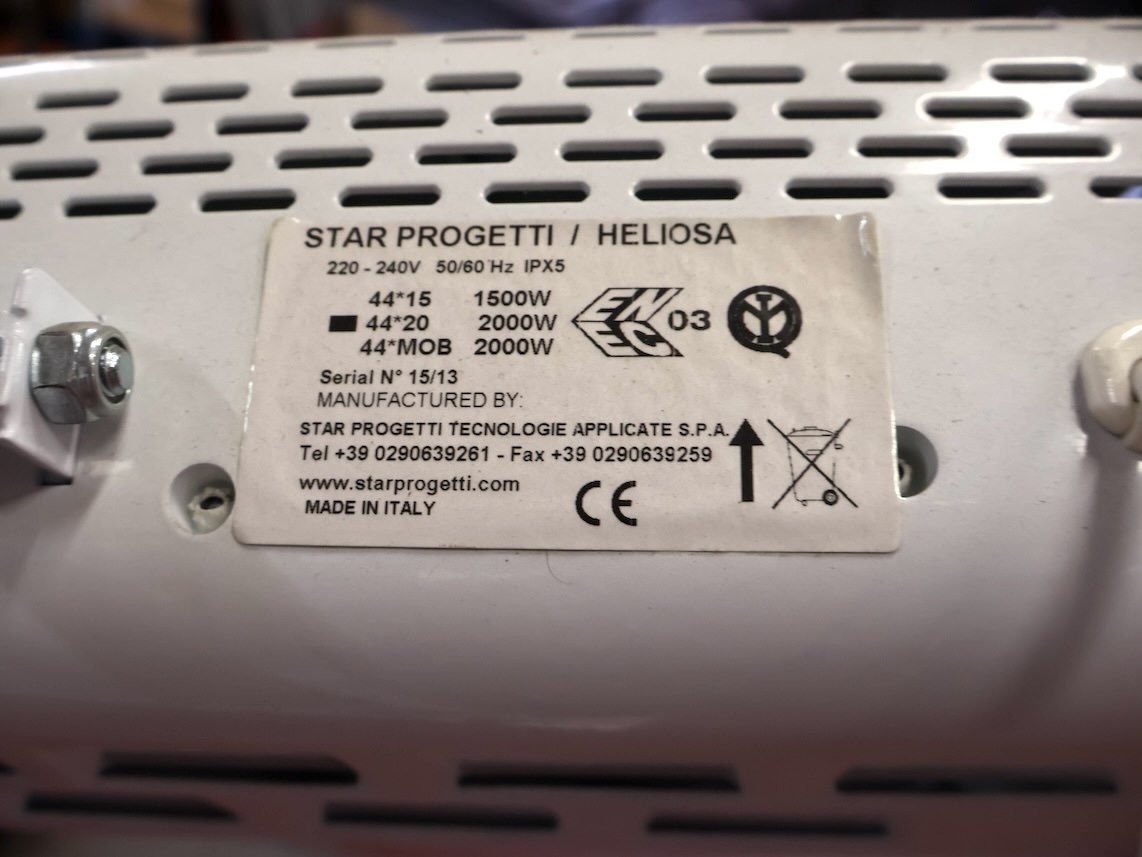 STAR PROGETTI / HELIOSA
220 - 240V 50/60 Hz IPX5
44*15 1500W
44*20 2000W
44*MOB 2000W
ENEC 03
IMQ
Serial N° 15/13
MANUFACTURED BY:
STAR PROGETTI TECNOLOGIE APPLICATE S.P.A.
Tel +39 0290639261 - Fax +39 0290639259
www.starprogetti.com
MADE IN ITALY
CE